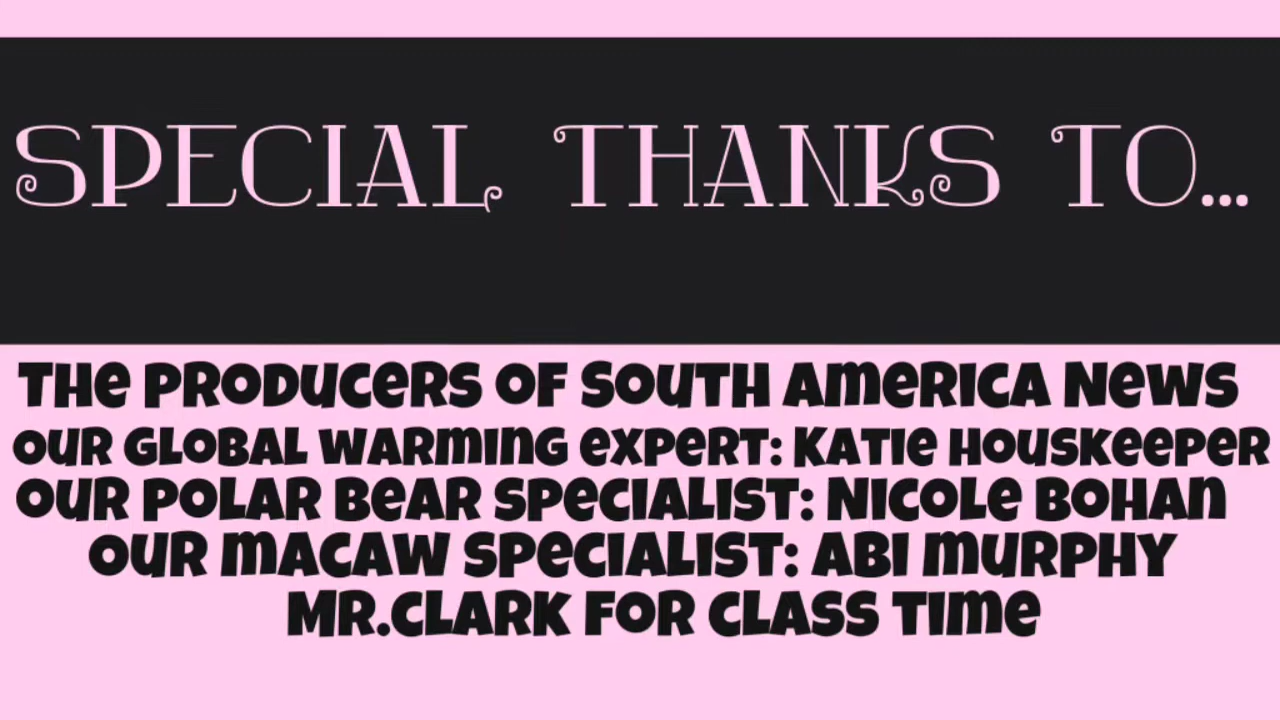 SPECIAL THANKS TO...
THE PRODUCERS OF SOUTH AMERICA NEWS
OUR GLOBAL WARMING EXPERT: KATIE HOUSKEEPER
OUR POLAR BEAR SPECIALIST: NICOLE BOHAN
OUR MACAW SPECIALIST: ABI MURPHY
MR.CLARK FOR CLASS TIME